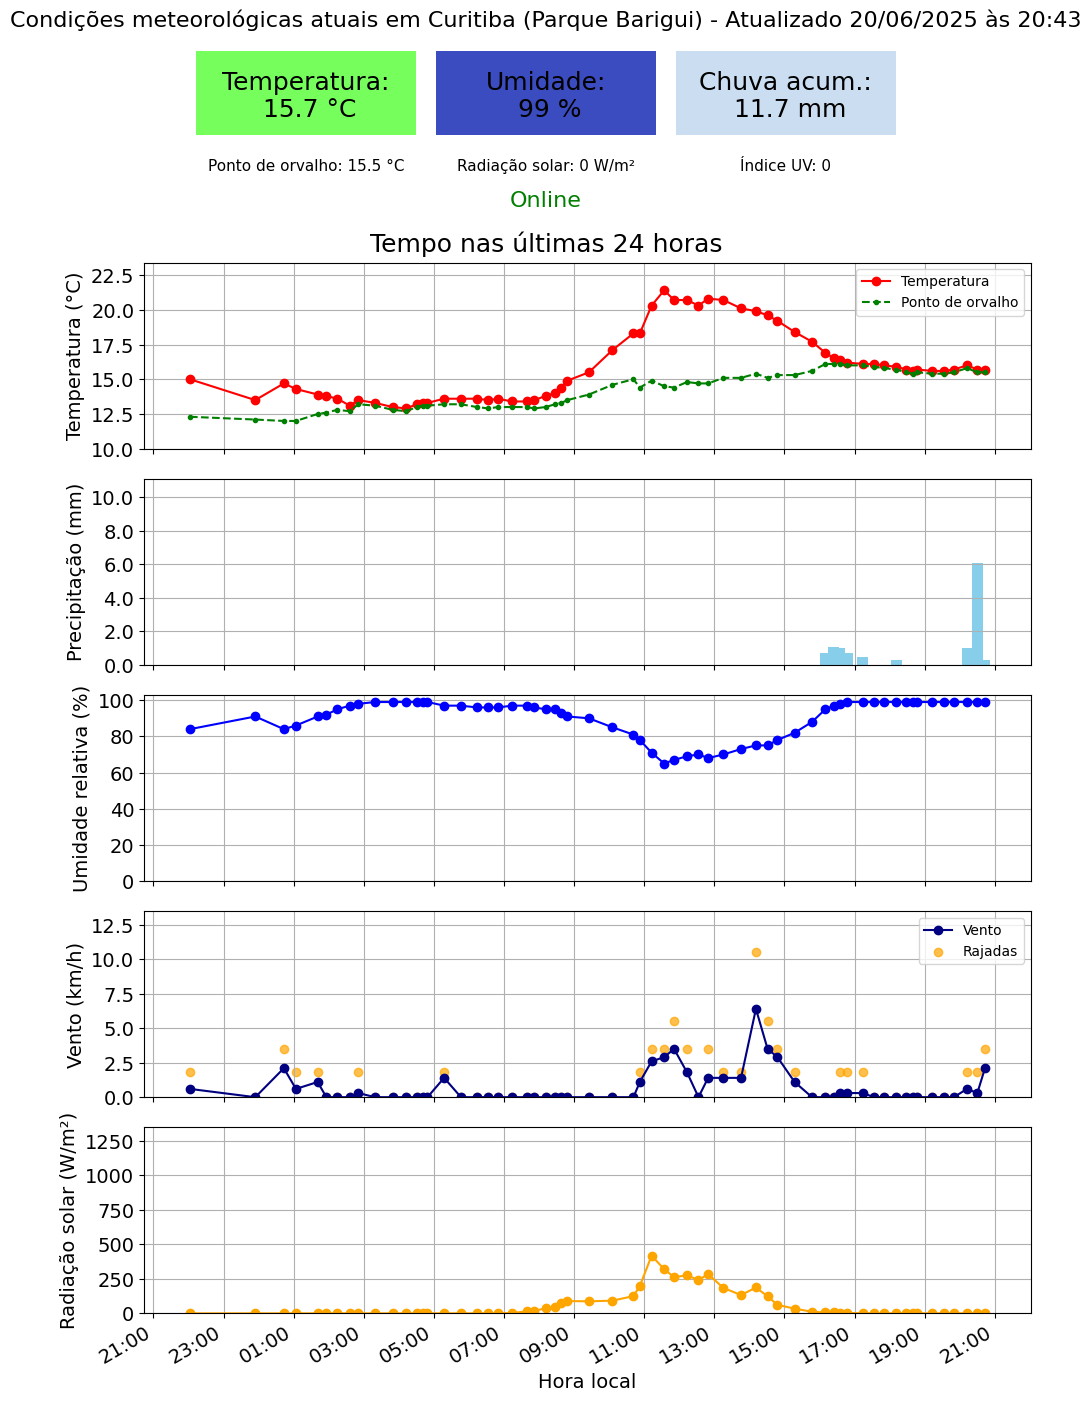 Condições meteorológicas atuais em Curitiba (Parque Barigui) - Atualizado 20/06/2025 às 20:43
Temperatura:
15.7 °C
Umidade:
99 %
Chuva acum.:
11.7 mm
Ponto de orvalho: 15.5 °C
Radiação solar: 0 W/m²
Índice UV: 0
Online
Tempo nas últimas 24 horas
Temperatura (°C)
22.5
20.0
17.5
15.0
12.5
10.0
Temperatura
Ponto de orvalho
Precipitação (mm)
10.0
8.0
6.0
4.0
2.0
0.0
Umidade relativa (%)
100
80
60
40
20
0
Vento (km/h)
12.5
10.0
7.5
5.0
2.5
0.0
Vento
Rajadas
Radiação solar (W/m²)
1250
1000
750
500
250
0
21:00
23:00
01:00
03:00
05:00
07:00
09:00
11:00
13:00
15:00
17:00
19:00
21:00
Hora local